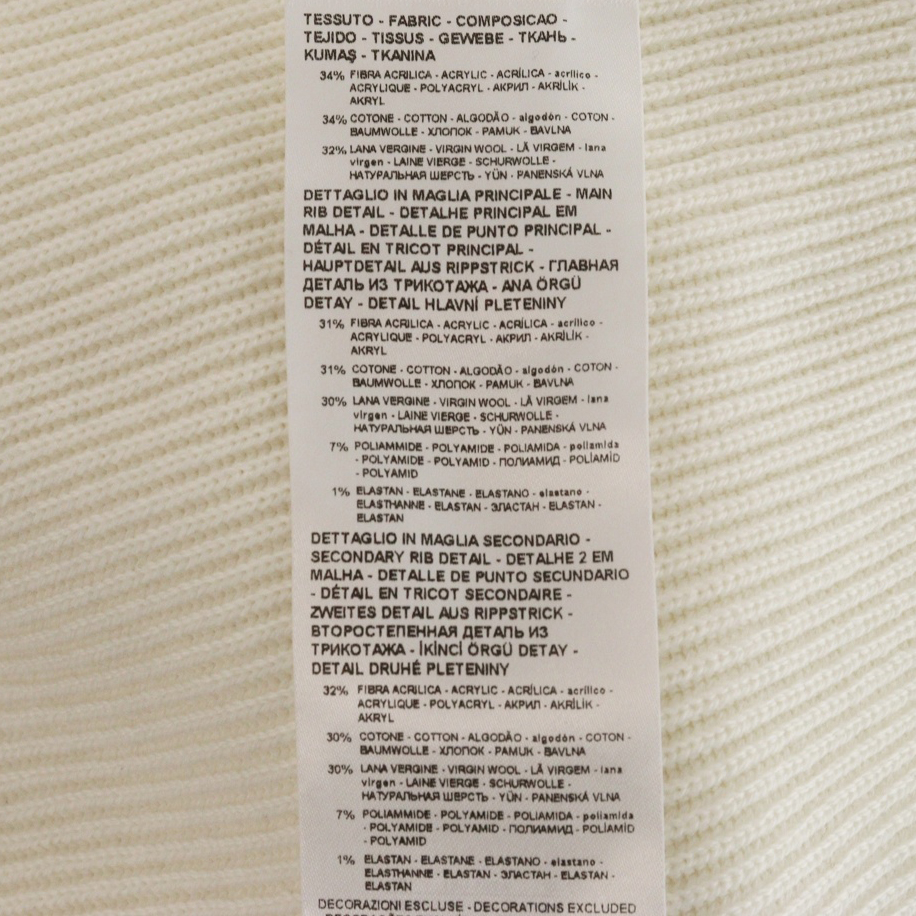 TESSUTO - FABRIC - COMPOSICAO -
TEJIDO - TISSUS - GEWEBE - ТКАНЬ -
KUMAŞ - TKANINA
34% FIBRA ACRILICA - ACRYLIC - ACRÍLICA - acrílico -
ACRYLIQUE - POLYACRYL - АКРИЛ - AKRİLİK -
AKRYL
34% COTONE - COTTON - ALGODÃO - algodón - COTON -
BAUMWOLLE - ХЛОПОК - PAMUK - BAVLNA
32% LANA VERGINE - VIRGIN WOOL - LÃ VIRGEM - lana
virgen - LAINE VIERGE - SCHURWOLLE -
НАТУРАЛЬНАЯ ШЕРСТЬ - YÜN - PANENSKÁ VLNA
DETTAGLIO IN MAGLIA PRINCIPALE - MAIN
RIB DETAIL - DETALHE PRINCIPAL EM
MALHA - DETALLE DE PUNTO PRINCIPAL -
DÉTAIL EN TRICOT PRINCIPAL -
HAUPTDETAIL AUS RIPPSTRICK - ГЛАВНАЯ
ДЕТАЛЬ ИЗ ТРИКОТАЖА - ANA ÖRGÜ
DETAY - DETAIL HLAVNÍ PLETENINY
31% FIBRA ACRILICA - ACRYLIC - ACRÍLICA - acrílico -
ACRYLIQUE - POLYACRYL - АКРИЛ - AKRİLİK -
AKRYL
31% COTONE - COTTON - ALGODÃO - algodón - COTON -
BAUMWOLLE - ХЛОПОК - PAMUK - BAVLNA
30% LANA VERGINE - VIRGIN WOOL - LÃ VIRGEM - lana
virgen - LAINE VIERGE - SCHURWOLLE -
НАТУРАЛЬНАЯ ШЕРСТЬ - YÜN - PANENSKÁ VLNA
7% POLIAMMIDE - POLYAMIDE - POLIAMIDA - poliamida
- POLYAMIDE - POLYAMID - ПОЛИАМИД - POLİAMİD
- POLYAMID
1% ELASTAN - ELASTANE - ELASTANO - elastano -
ELASTHANNE - ELASTAN - ЭЛАСТАН - ELASTAN -
ELASTAN
DETTAGLIO IN MAGLIA SECONDARIO -
SECONDARY RIB DETAIL - DETALHE 2 EM
MALHA - DETALLE DE PUNTO SECUNDARIO
- DÉTAIL EN TRICOT SECONDAIRE -
ZWEITES DETAIL AUS RIPPSTRICK -
ВТОРОСТЕПЕННАЯ ДЕТАЛЬ ИЗ
ТРИКОТАЖА - İKİNCİ ÖRGÜ DETAY -
DETAIL DRUHÉ PLETENINY
32% FIBRA ACRILICA - ACRYLIC - ACRÍLICA - acrílico -
ACRYLIQUE - POLYACRYL - АКРИЛ - AKRİLİK -
AKRYL
30% COTONE - COTTON - ALGODÃO - algodón - COTON -
BAUMWOLLE - ХЛОПОК - PAMUK - BAVLNA
30% LANA VERGINE - VIRGIN WOOL - LÃ VIRGEM - lana
virgen - LAINE VIERGE - SCHURWOLLE -
НАТУРАЛЬНАЯ ШЕРСТЬ - YÜN - PANENSKÁ VLNA
7% POLIAMMIDE - POLYAMIDE - POLIAMIDA - poliamida
- POLYAMIDE - POLYAMID - ПОЛИАМИД - POLİAMİD
- POLYAMID
1% ELASTAN - ELASTANE - ELASTANO - elastano -
ELASTHANNE - ELASTAN - ЭЛАСТАН - ELASTAN -
ELASTAN
DECORAZIONI ESCLUSE - DECORATIONS EXCLUDED